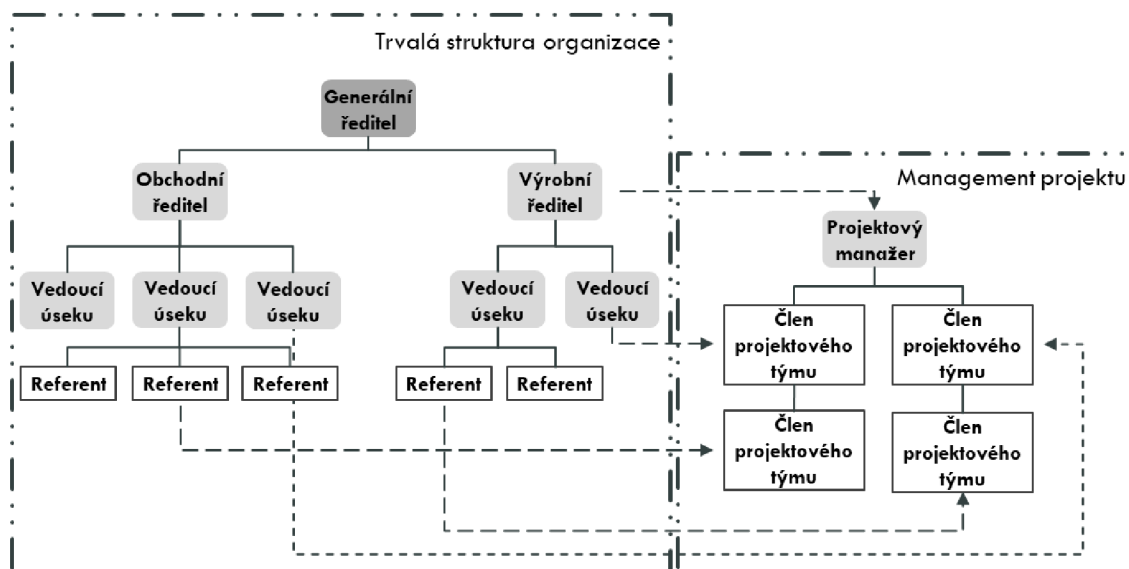 Trvalá struktura organizace
Generální
ředitel
Obchodní
ředitel
Výrobní
ředitel
Management projektu
Projektový
manažer
Vedoucí
úseku
Vedoucí
úseku
Vedoucí
úseku
Vedoucí
úseku
Vedoucí
úseku
Člen
projektového
týmu
Člen
projektového
týmu
Referent
Referent
Referent
Referent
Referent
Člen
projektového
týmu
Člen
projektového
týmu